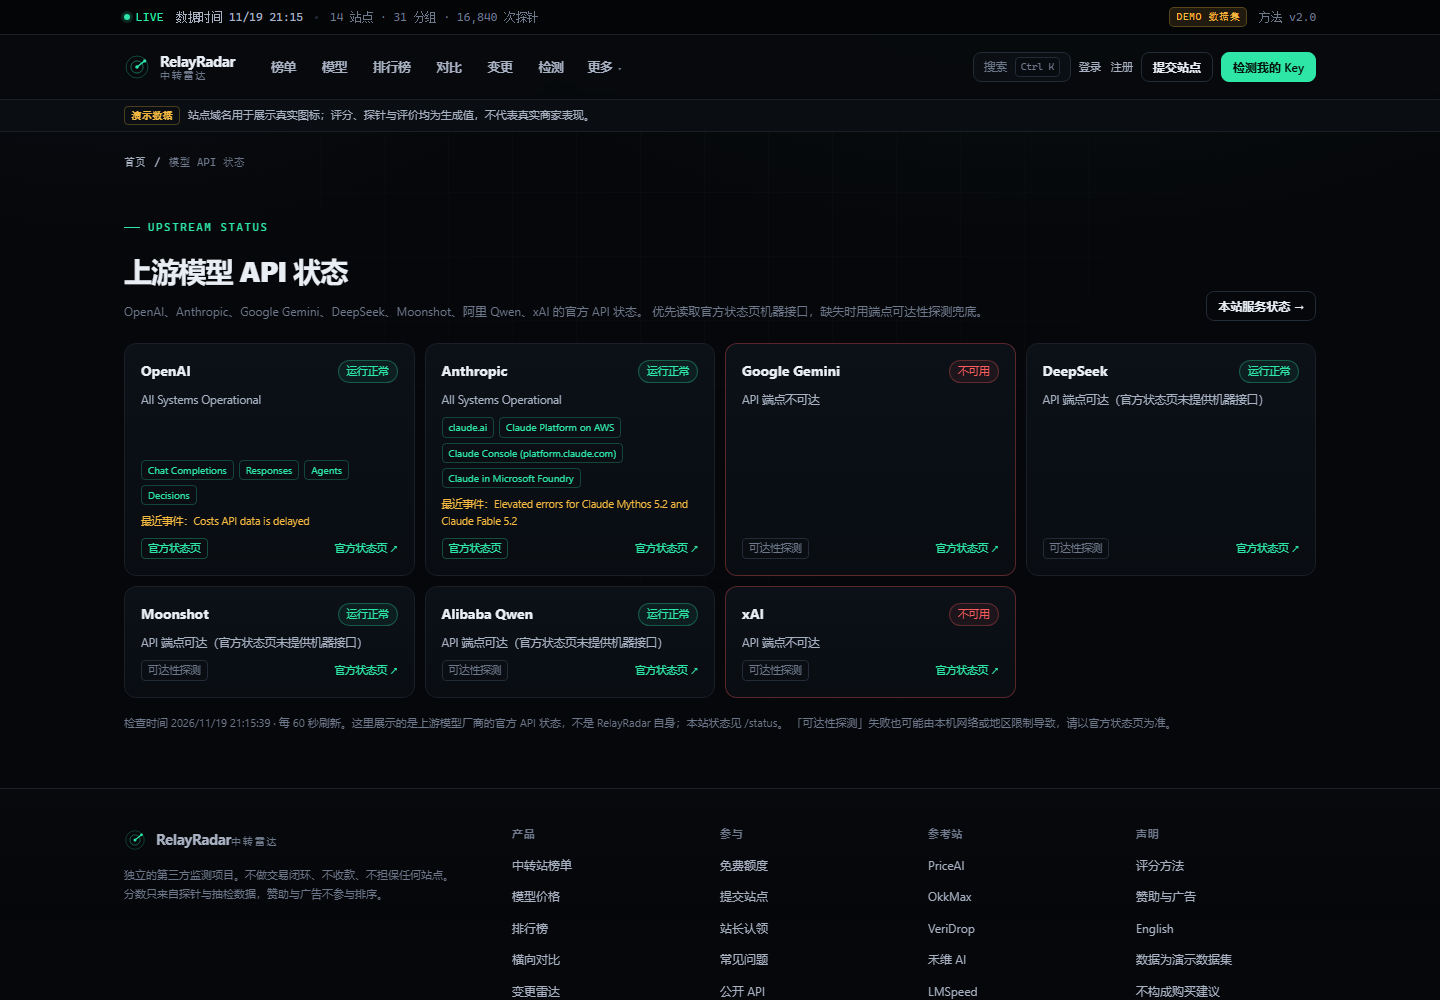 LIVE 数据时间 11/19 21:15 · 14 站点 · 31 分组 · 16,840 次探针
DEMO 数据集 方法 v2.0
RelayRadar
中转雷达
榜单 模型 排行榜 对比 变更 检测 更多
搜索 Ctrl K 登录 注册 提交站点 检测我的 Key
演示数据 站点域名用于展示真实图标；评分、探针与评价均为生成值，不代表真实商家表现。
首页 / 模型 API 状态
UPSTREAM STATUS
上游模型 API 状态
OpenAI、Anthropic、Google Gemini、DeepSeek、Moonshot、阿里 Qwen、xAI 的官方 API 状态。 优先读取官方状态页机器接口，缺失时用端点可达性探测兜底。
本站服务状态 →
OpenAI 运行正常
All Systems Operational
Chat Completions Responses Agents
Decisions
最近事件：Costs API data is delayed
官方状态页 官方状态页 ↗
Anthropic 运行正常
All Systems Operational
claude.ai Claude Platform on AWS
Claude Console (platform.claude.com)
Claude in Microsoft Foundry
最近事件：Elevated errors for Claude Mythos 5.2 and
Claude Fable 5.2
官方状态页 官方状态页 ↗
Google Gemini 不可用
API 端点不可达
可达性探测 官方状态页 ↗
DeepSeek 运行正常
API 端点可达（官方状态页未提供机器接口）
可达性探测 官方状态页 ↗
Moonshot 运行正常
API 端点可达（官方状态页未提供机器接口）
可达性探测 官方状态页 ↗
Alibaba Qwen 运行正常
API 端点可达（官方状态页未提供机器接口）
可达性探测 官方状态页 ↗
xAI 不可用
API 端点不可达
可达性探测 官方状态页 ↗
检查时间 2026/11/19 21:15:39 · 每 60 秒刷新。这里展示的是上游模型厂商的官方 API 状态，不是 RelayRadar 自身；本站状态见 /status。 「可达性探测」失败也可能由本机网络或地区限制导致，请以官方状态页为准。
RelayRadar中转雷达
独立的第三方监测项目。不做交易闭环、不收款、不担保任何站点。
分数只来自探针与抽检数据，赞助与广告不参与排序。
产品
中转站榜单
模型价格
排行榜
横向对比
变更雷达
参与
免费额度
提交站点
站长认领
常见问题
公开 API
参考站
PriceAI
OkkMax
VeriDrop
禾维 AI
LMSpeed
声明
评分方法
赞助与广告
English
数据为演示数据集
不构成购买建议